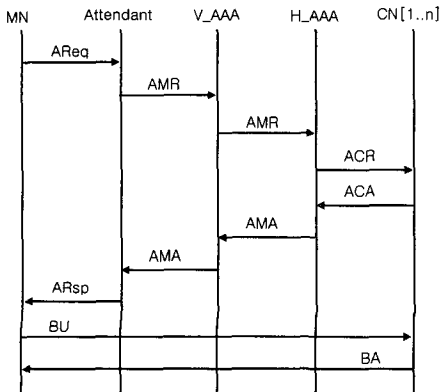 MN Attendant V_AAA H_AAA CN[1..n]
AReq
AMR
AMR
ACR
ACA
AMA
AMA
ARsp
BU
BA